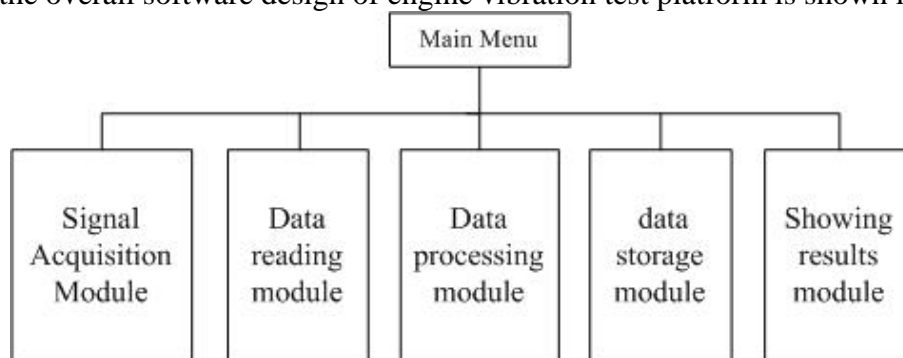 the overall software design of engine vibration test platform is shown
Main Menu
Signal
Acquisition
Module
Data
reading
module
Data
processing
module
data
storage
module
Showing
results
module